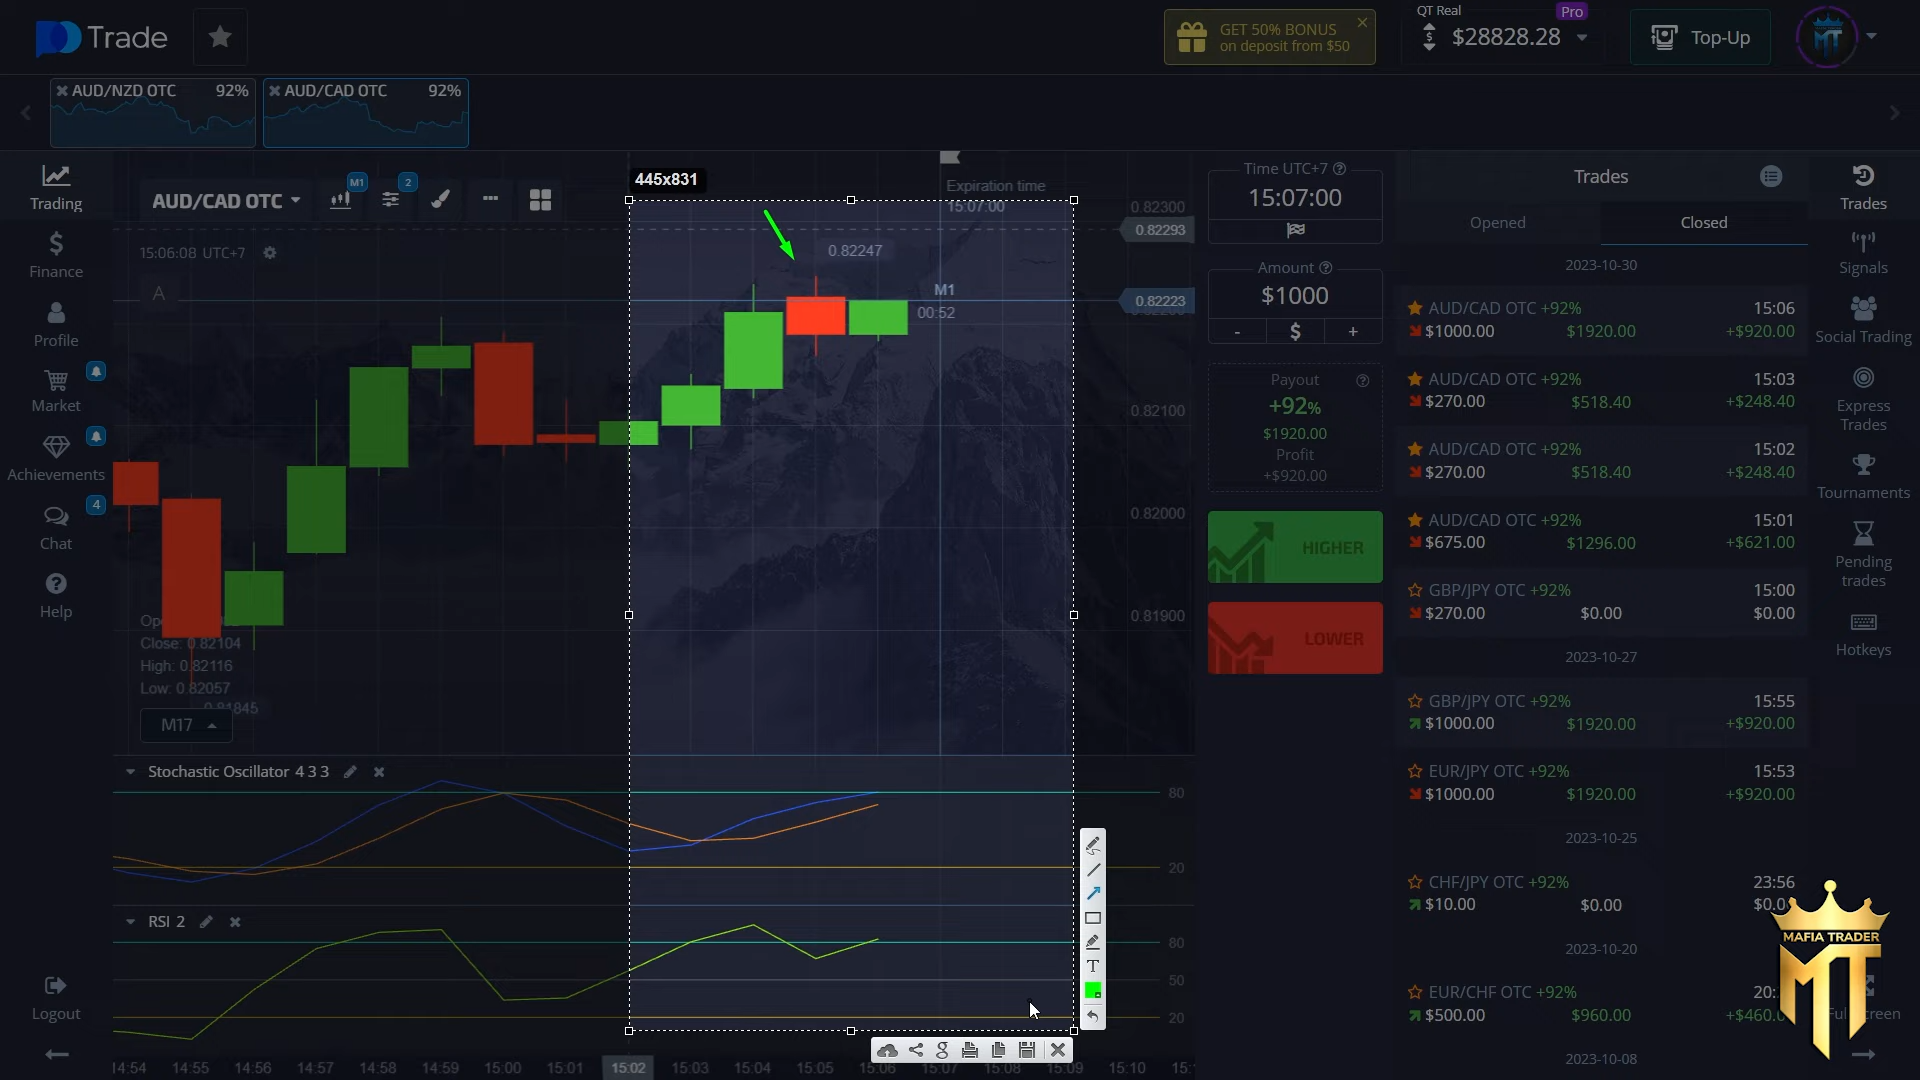 Trade
GET 50% BONUS
on deposit from $50
QT Real
Pro
$28828.28
Top-Up
MT
AUD/NZD OTC 92%
AUD/CAD OTC 92%
Trading
Finance
Profile
Market
Achievements
4
Chat
Help
Logout
AUD/CAD OTC
M1
2
15:06:08 UTC+7
A
445x831
Expiration time
15:07:00
0.82247
M1
00:52
0.82300
0.82293
0.82223
0.82100
0.82000
0.81900
Close: 0.82104
High: 0.82116
Low: 0.82057
0.81845
M17
Stochastic Oscillator 4 3 3
80
20
RSI 2
80
50
20
14:54 14:55 14:56 14:57 14:58 14:59 15:00 15:01 15:02 15:03 15:04 15:05 15:06 15:07 15:08 15:09 15:10
Time UTC+7
15:07:00
Amount
$1000
- $ +
Payout
+92%
$1920.00
Profit
+$920.00
HIGHER
LOWER
Trades
Opened Closed
2023-10-30
AUD/CAD OTC +92% 15:06
$1000.00 $1920.00 +$920.00
AUD/CAD OTC +92% 15:03
$270.00 $518.40 +$248.40
AUD/CAD OTC +92% 15:02
$270.00 $518.40 +$248.40
AUD/CAD OTC +92% 15:01
$675.00 $1296.00 +$621.00
GBP/JPY OTC +92% 15:00
$270.00 $0.00 $0.00
2023-10-27
GBP/JPY OTC +92% 15:55
$1000.00 $1920.00 +$920.00
EUR/JPY OTC +92% 15:53
$1000.00 $1920.00 +$920.00
2023-10-25
CHF/JPY OTC +92% 23:56
$10.00 $0.00
2023-10-20
EUR/CHF OTC +92% 20:
$500.00 $960.00 +$460.
2023-10-08
Trades
Signals
Social Trading
Express
Trades
Tournaments
Pending
trades
Hotkeys
MAFIA TRADER
MT